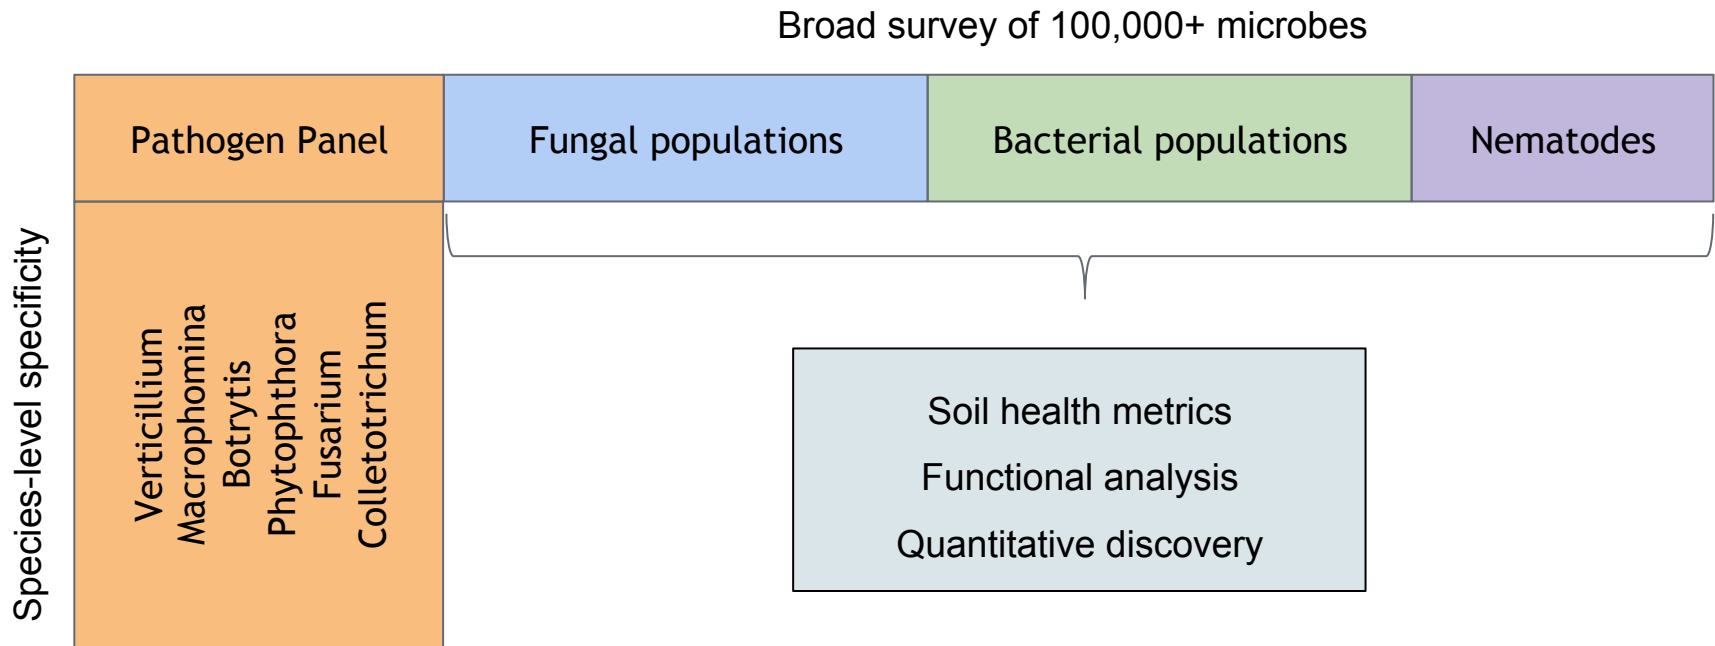 Broad survey of 100,000+ microbes
Pathogen Panel
Fungal populations
Bacterial populations
Nematodes
Species-level specificity
Verticillium
Macrophomina
Botrytis
Phytophthora
Fusarium
Colletotrichum
Soil health metrics
Functional analysis
Quantitative discovery